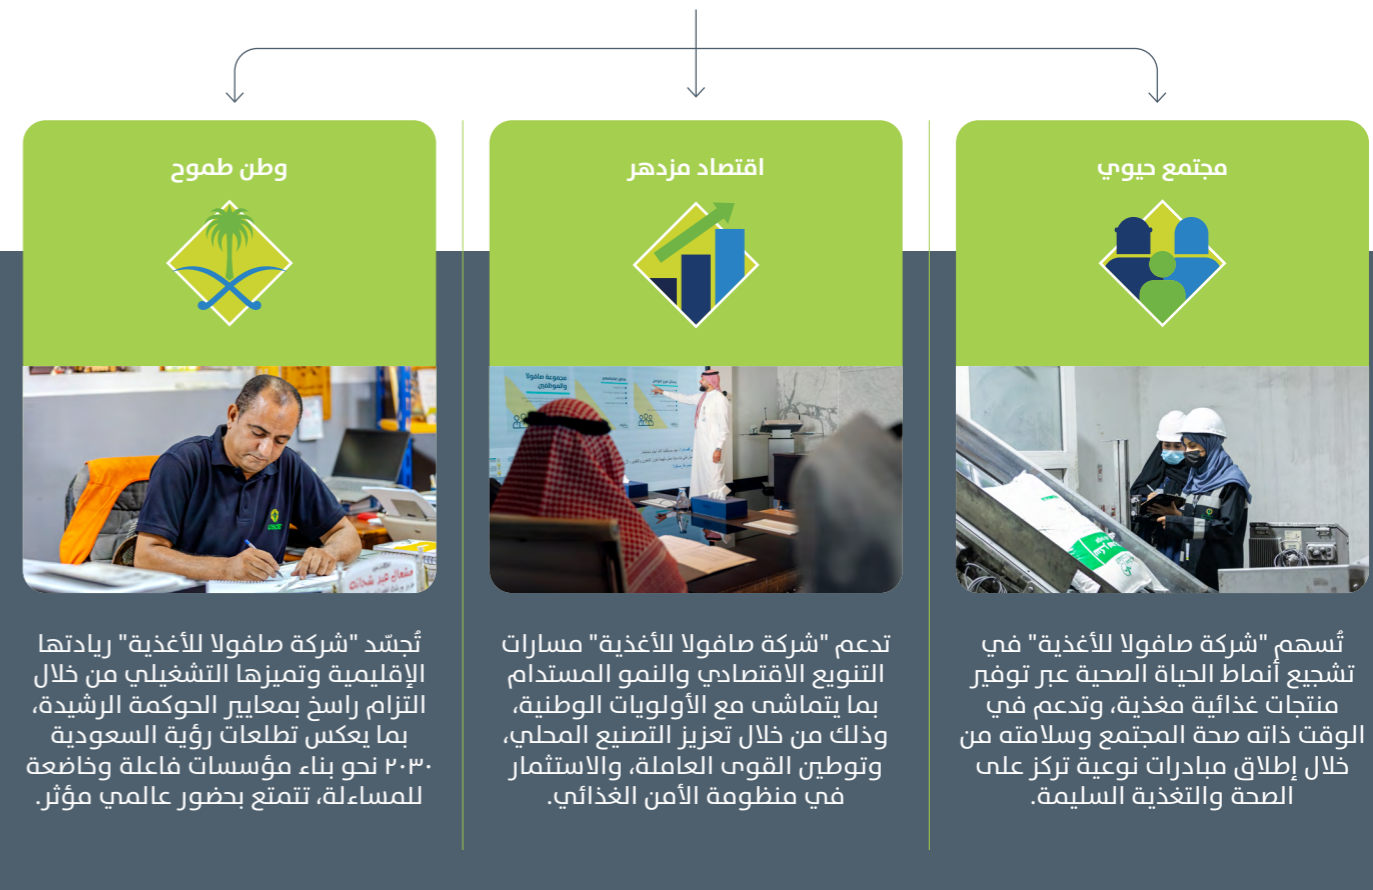 مجتمع حيوي
تُسهم "شركة صافولا للأغذية" في
تشجيع أنماط الحياة الصحية عبر توفير
منتجات غذائية مغذية، وتدعم في
الوقت ذاته صحة المجتمع وسلامته من
خلال إطلاق مبادرات نوعية تركز على
الصحة والتغذية السليمة.
اقتصاد مزدهر
مجموعة صافولا
والموظفين
تدعم "شركة صافولا للأغذية" مسارات
التنويع الاقتصادي والنمو المستدام
بما يتماشى مع الأولويات الوطنية،
وذلك من خلال تعزيز التصنيع المحلي،
وتوطين القوى العاملة، والاستثمار
في منظومة الأمن الغذائي.
وطن طموح
تُجسّد "شركة صافولا للأغذية" ريادتها
الإقليمية وتميزها التشغيلي من خلال
التزام راسخ بمعايير الحوكمة الرشيدة،
بما يعكس تطلعات رؤية السعودية
٢٠٣٠ نحو بناء مؤسسات فاعلة وخاضعة
للمساءلة، تتمتع بحضور عالمي مؤثر.